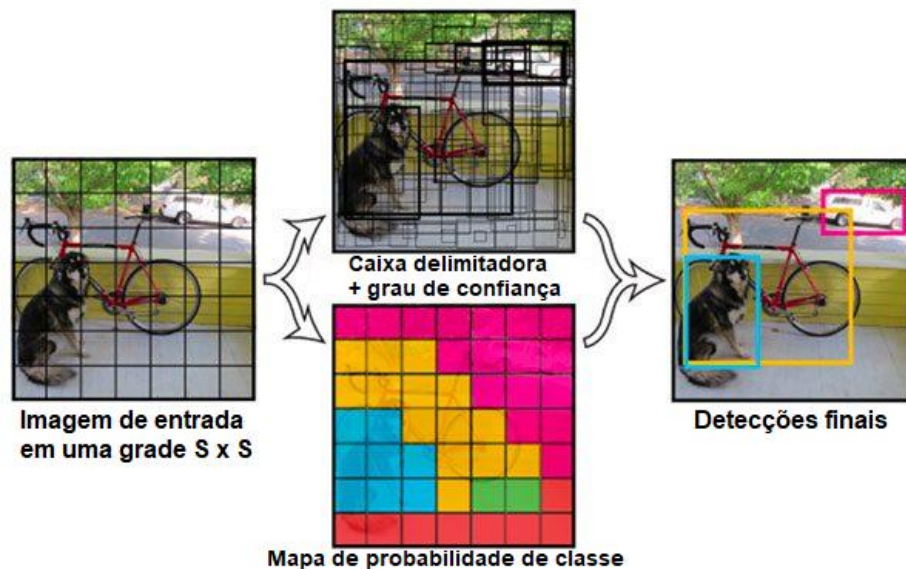 Caixa delimitadora
+ grau de confiança
Imagem de entrada
em uma grade S x S
Detecções finais
Mapa de probabilidade de classe